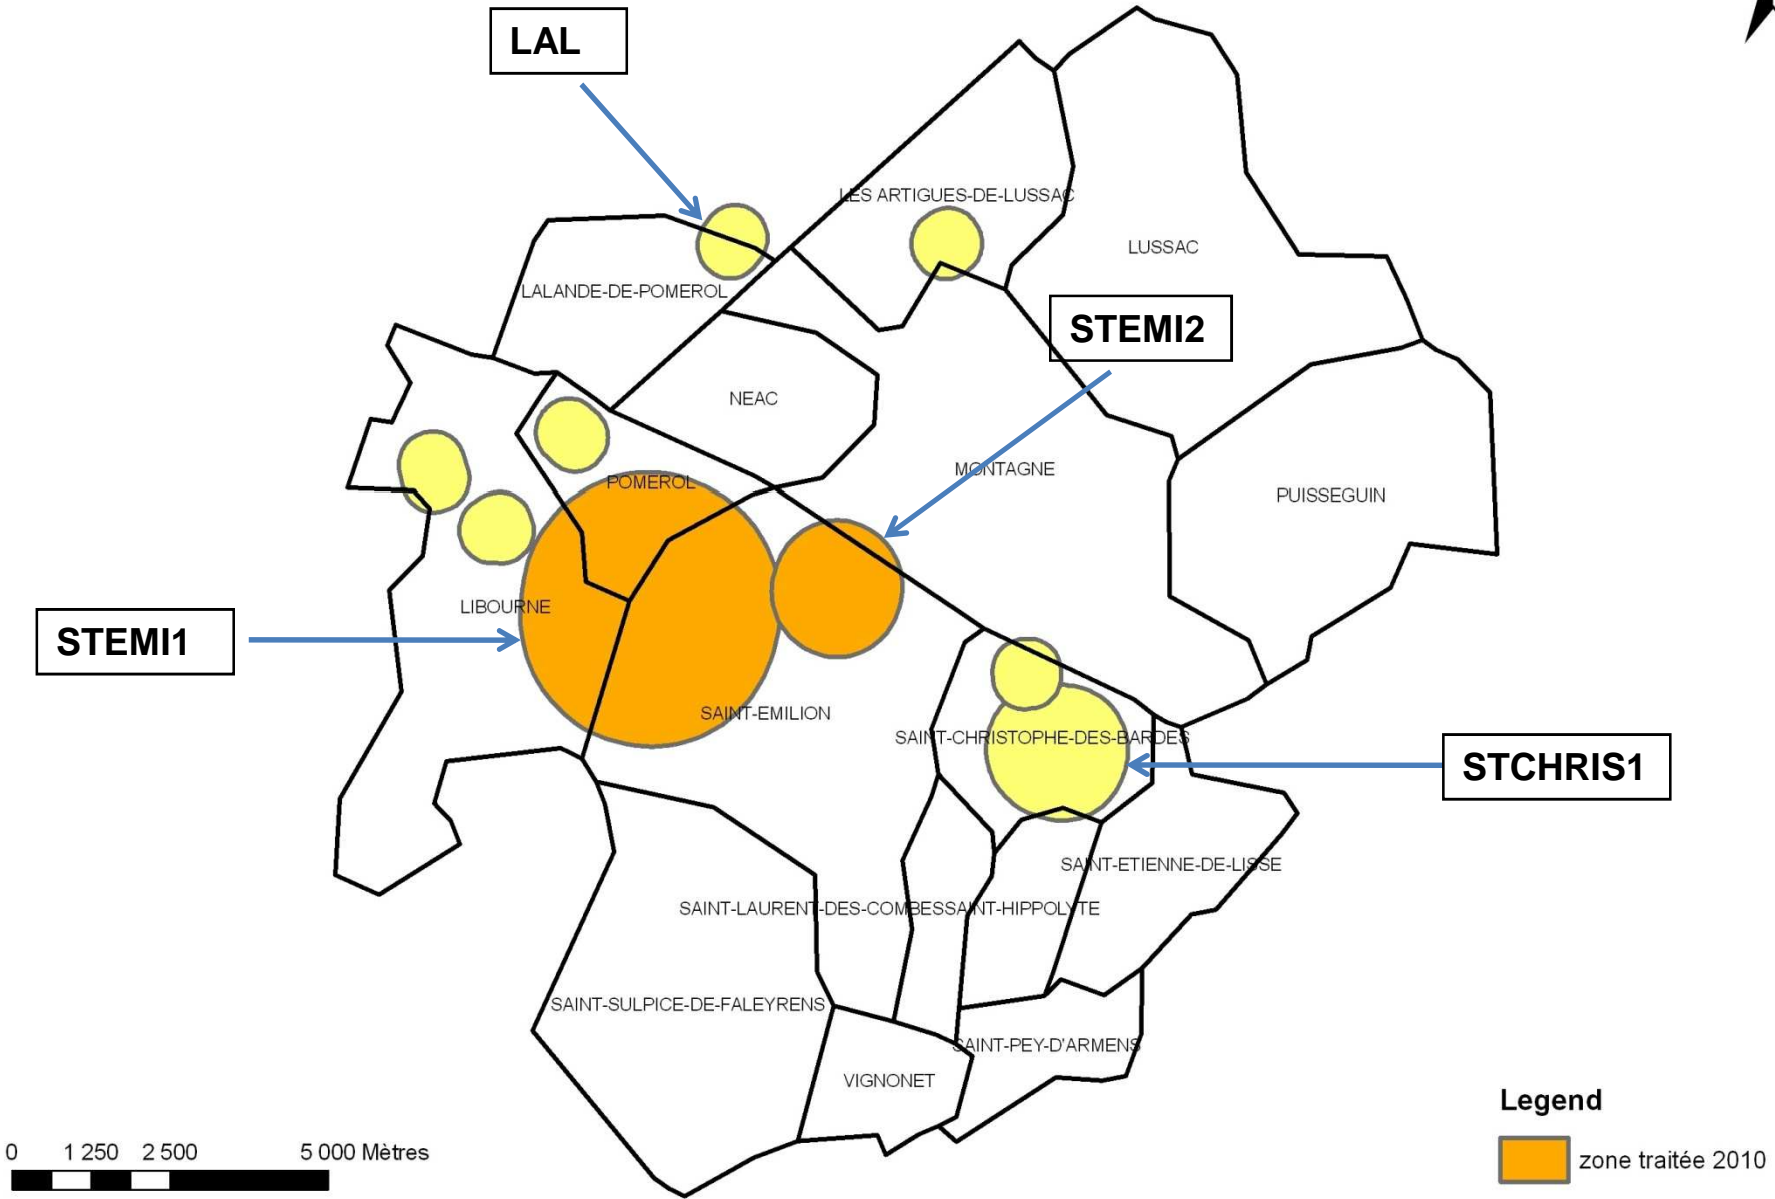 LAL
LES ARTIGUES-DE-LUSSAC
LUSSAC
LALANDE-DE-POMEROL
STEMI2
NEAC
MONTAGNE
POMEROL
PUISSEGUIN
LIBOURNE
STEMI1
SAINT-EMILION
SAINT-CHRISTOPHE-DES-BARDES
STCHRIS1
SAINT-ETIENNE-DE-LISSE
SAINT-LAURENT-DES-COMBES
SAINT-HIPPOLYTE
SAINT-SULPICE-DE-FALEYRENS
SAINT-PEY-D'ARMENS
VIGNONET
Legend
zone traitée 2010
0 1 250 2 500 5 000 Mètres